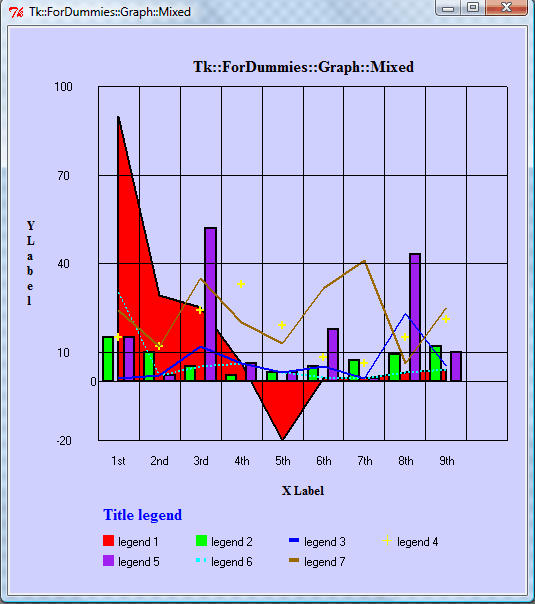 Tk::ForDummies::Graph::Mixed
Tk::ForDummies::Graph::Mixed
100
70
40
10
0
-20
Y
L
a
b
e
l
1st 2nd 3rd 4th 5th 6th 7th 8th 9th
X Label
Title legend
legend 1 legend 2 legend 3 legend 4
legend 5 legend 6 legend 7